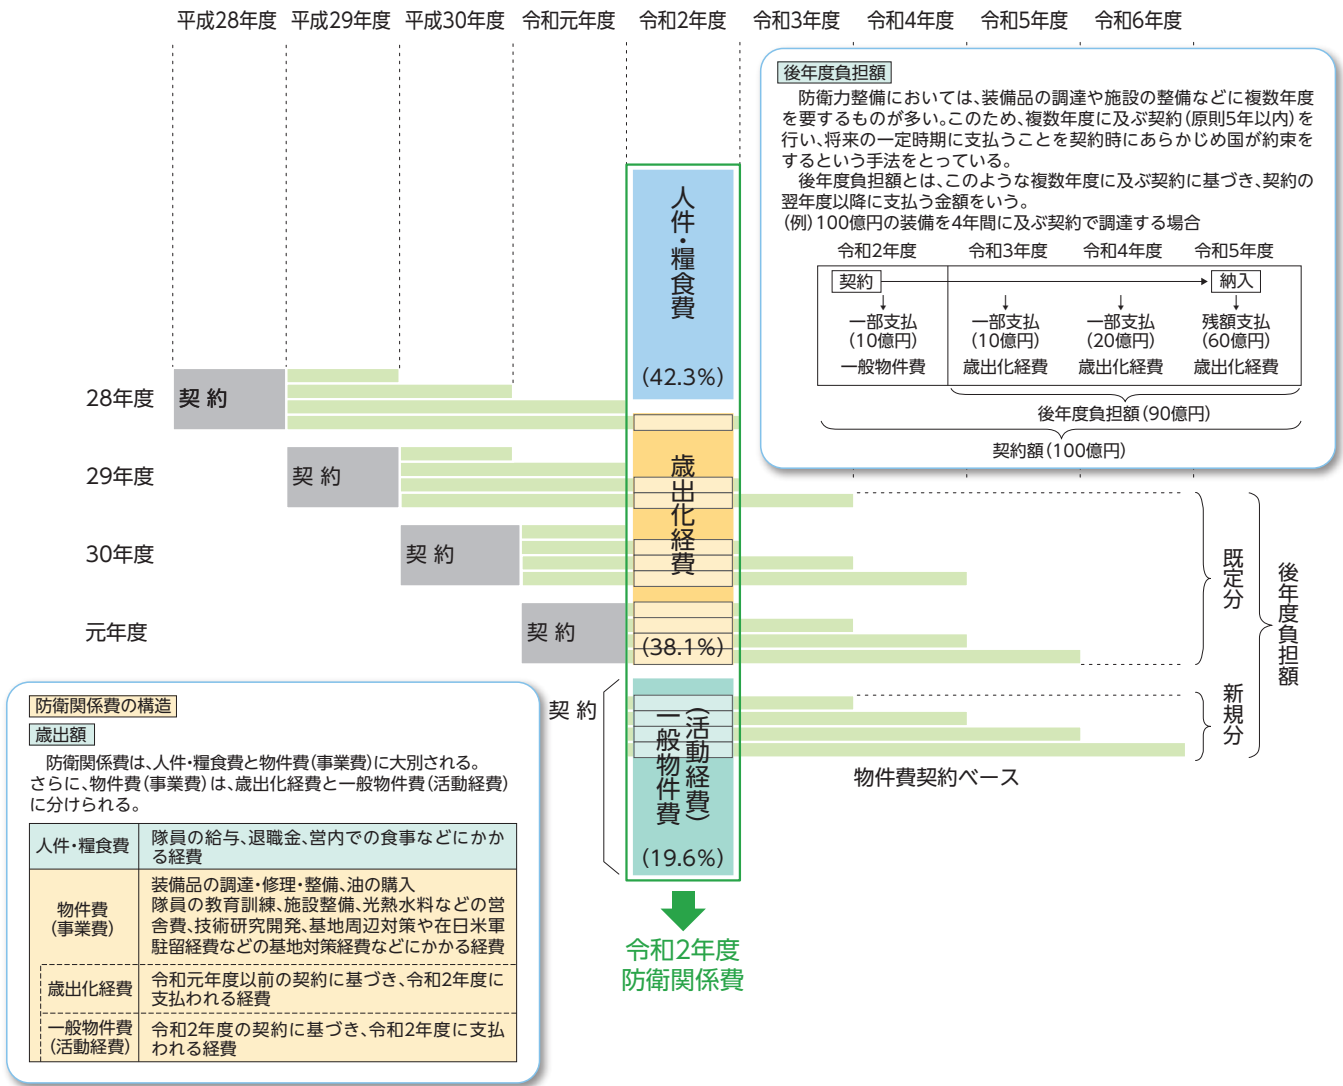 平成28年度 平成29年度 平成30年度 令和元年度 令和2年度 令和3年度 令和4年度 令和5年度 令和6年度
後年度負担額
防衛力整備においては、装備品の調達や施設の整備などに複数年度
を要するものが多い。このため、複数年度に及ぶ契約(原則5年以内)を
行い、将来の一定時期に支払うことを契約時にあらかじめ国が約束を
するという手法をとっている。
後年度負担額とは、このような複数年度に及ぶ契約に基づき、契約の
翌年度以降に支払う金額をいう。
(例)100億円の装備を4年間に及ぶ契約で調達する場合
令和2年度 令和3年度 令和4年度 令和5年度
契約 納入
一部支払 一部支払 一部支払 残額支払
(10億円) (10億円) (20億円) (60億円)
一般物件費 歳出化経費 歳出化経費 歳出化経費
後年度負担額(90億円)
契約額(100億円)
人件・糧食費
(42.3%)
28年度 契約
29年度 契約
30年度 契約
元年度 契約
歳出化経費
(38.1%)
既定分
後年度負担額
新規分
契約
一般物件費
(活動経費)
(19.6%)
物件費契約ベース
令和2年度
防衛関係費
防衛関係費の構造
歳出額
防衛関係費は、人件・糧食費と物件費(事業費)に大別される。
さらに、物件費(事業費)は、歳出化経費と一般物件費(活動経費)
に分けられる。
人件・糧食費 隊員の給与、退職金、営内での食事などにかか
る経費
物件費
(事業費)
装備品の調達・修理・整備、油の購入
隊員の教育訓練、施設整備、光熱水料などの営
舎費、技術研究開発、基地周辺対策や在日米軍
駐留経費などの基地対策経費などにかかる経費
歳出化経費 令和元年度以前の契約に基づき、令和2年度に
支払われる経費
一般物件費
(活動経費)
令和2年度の契約に基づき、令和2年度に支払
われる経費